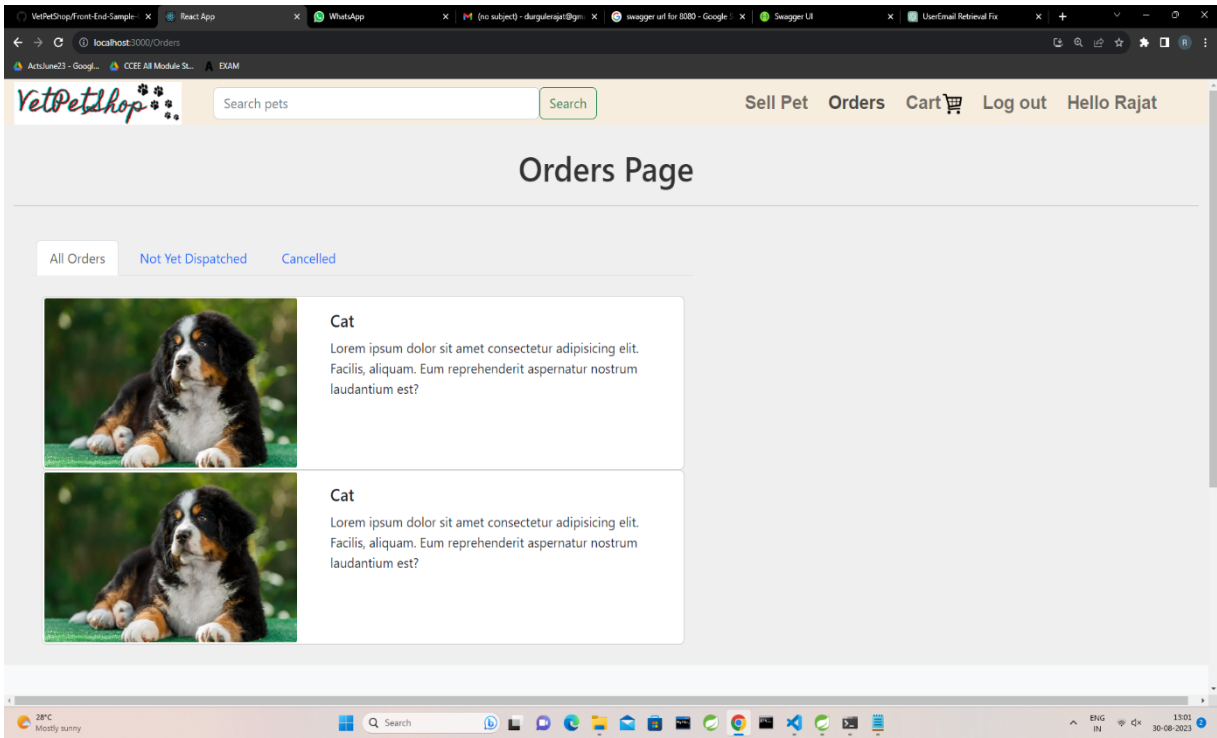 VetPetShop/Front-End-Sample-
React App
WhatsApp
M (no subject) - durgulerajat@gm
swagger url for 8080 - Google S
Swagger UI
UserEmail Retrieval Fix
localhost:3000/Orders
R
ActsJune23 - Googl...
CCEE All Module St...
EXAM
VetPetShop
Search pets
Search
Sell Pet
Orders
Cart
Log out
Hello Rajat
Orders Page
All Orders
Not Yet Dispatched
Cancelled
Cat
Lorem ipsum dolor sit amet consectetur adipisicing elit.
Facilis, aliquam. Eum reprehenderit aspernatur nostrum
laudantium est?
Cat
Lorem ipsum dolor sit amet consectetur adipisicing elit.
Facilis, aliquam. Eum reprehenderit aspernatur nostrum
laudantium est?
28°C
Mostly sunny
Search
ENG
IN
13:01
30-08-2023
2